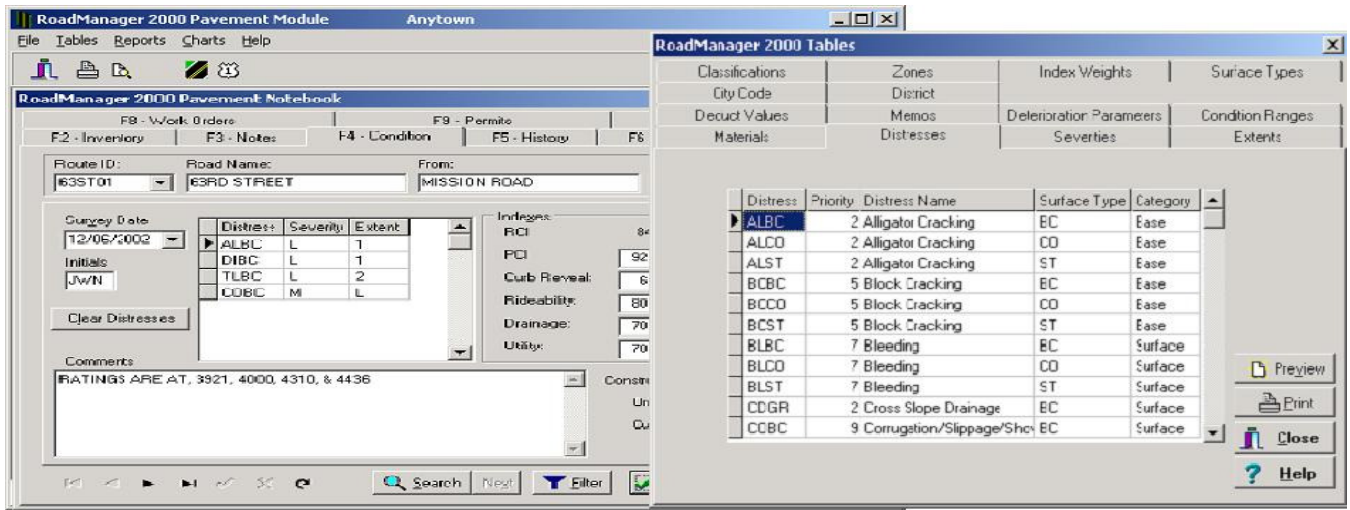 RoadManager 2000 Pavement Module Anytown
File Tables Reports Charts Help
RoadManager 2000 Pavement Notebook
F8 - Work Orders F9 - Permits
F2 - Inventory F3 - Notes F4 - Condition F5 - History F6
Route ID: Road Name: From:
63ST01 63RD STREET MISSION ROAD
Survey Date
12/06/2002
Initials
JWN
Clear Distresses
Distress Severity Extent
ALBC L 1
DIBC L 1
TLBC L 2
COBC M L
Indexes
RCI 84
PCI 92
Curb Reveal: 6
Rideability: 80
Drainage: 70
Utility: 70
Comments
RATINGS ARE AT, 3921, 4000, 4310, & 4436
Constru
Un
Cu
Search Next Filter
RoadManager 2000 Tables
Classifications Zones Index Weights Surface Types
City Code District
Deduct Values Memos Deterioration Parameters Condition Ranges
Materials Distresses Severities Extents
Distress Priority Distress Name Surface Type Category
ALBC 2 Alligator Cracking BC Base
ALCO 2 Alligator Cracking CO Base
ALST 2 Alligator Cracking ST Base
BCBC 5 Block Cracking BC Base
BCCO 5 Block Cracking CO Base
BCST 5 Block Cracking ST Base
BLBC 7 Bleeding BC Surface
BLCO 7 Bleeding CO Surface
BLST 7 Bleeding ST Surface
CDGR 2 Cross Slope Drainage BC Surface
COBC 9 Corrugation/Slippage/Shov BC Surface
Preview
Print
Close
Help